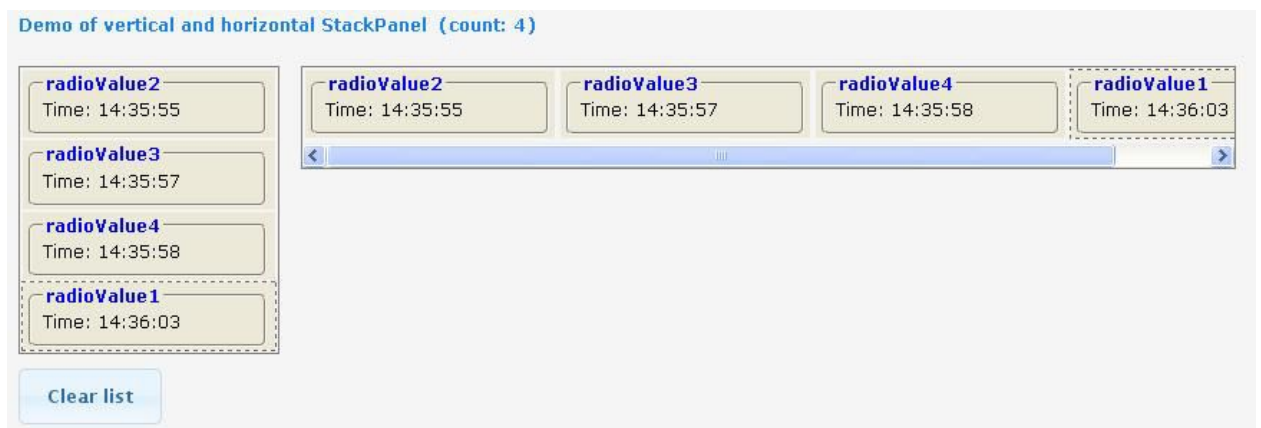 Demo of vertical and horizontal StackPanel (count: 4)
radioValue2
Time: 14:35:55
radioValue3
Time: 14:35:57
radioValue4
Time: 14:35:58
radioValue1
Time: 14:36:03
radioValue2
Time: 14:35:55
radioValue3
Time: 14:35:57
radioValue4
Time: 14:35:58
radioValue1
Time: 14:36:03
Clear list